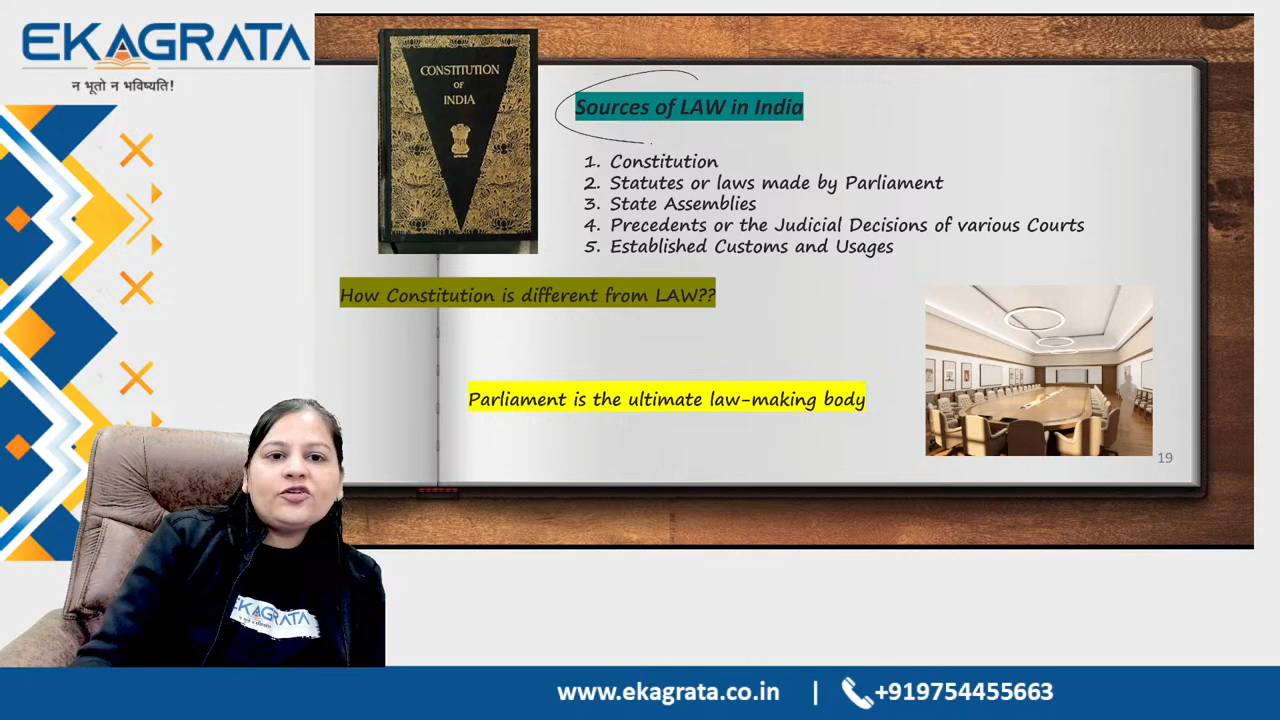 EKAGRATA
न भूतो न भविष्यति!
CONSTITUTION
OF
INDIA
Sources of LAW in India
1. Constitution
2. Statutes or laws made by Parliament
3. State Assemblies
4. Precedents or the Judicial Decisions of various Courts
5. Established Customs and Usages
How Constitution is different from LAW??
Parliament is the ultimate law-making body
19
EKAGRATA
www.ekagrata.co.in | +919754455663